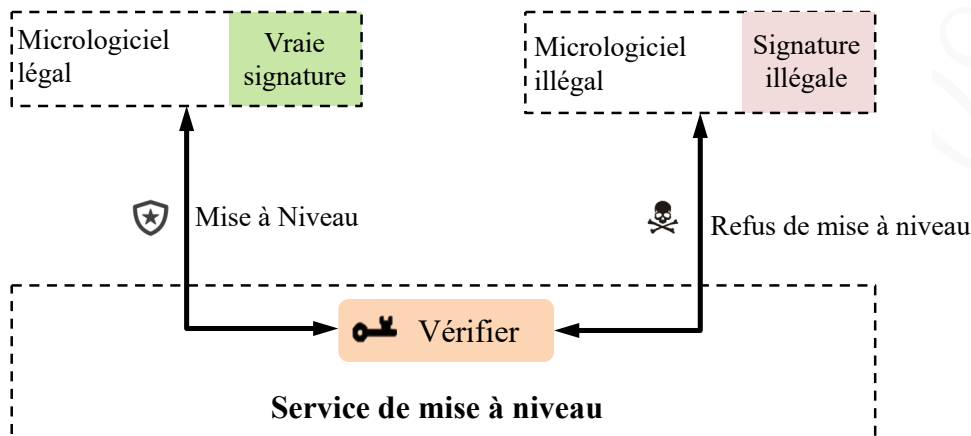 Micrologiciel
légal
Vraie
signature
Micrologiciel
illégal
Signature
illégale
Mise à Niveau
Refus de mise à niveau
Vérifier
Service de mise à niveau